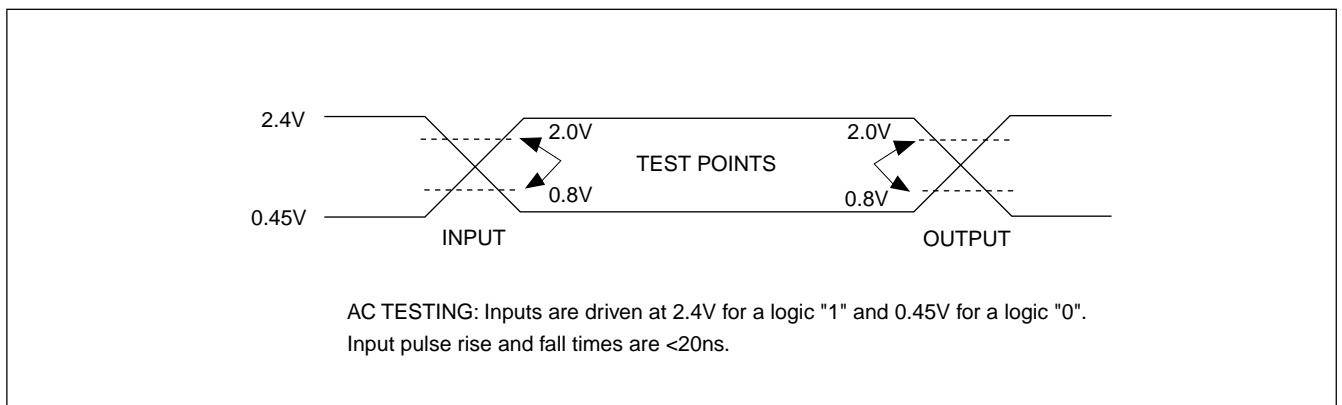 2.4V
2.0V
2.0V
TEST POINTS
0.8V
0.8V
0.45V
INPUT
OUTPUT
AC TESTING: Inputs are driven at 2.4V for a logic "1" and 0.45V for a logic "0".
Input pulse rise and fall times are <20ns.